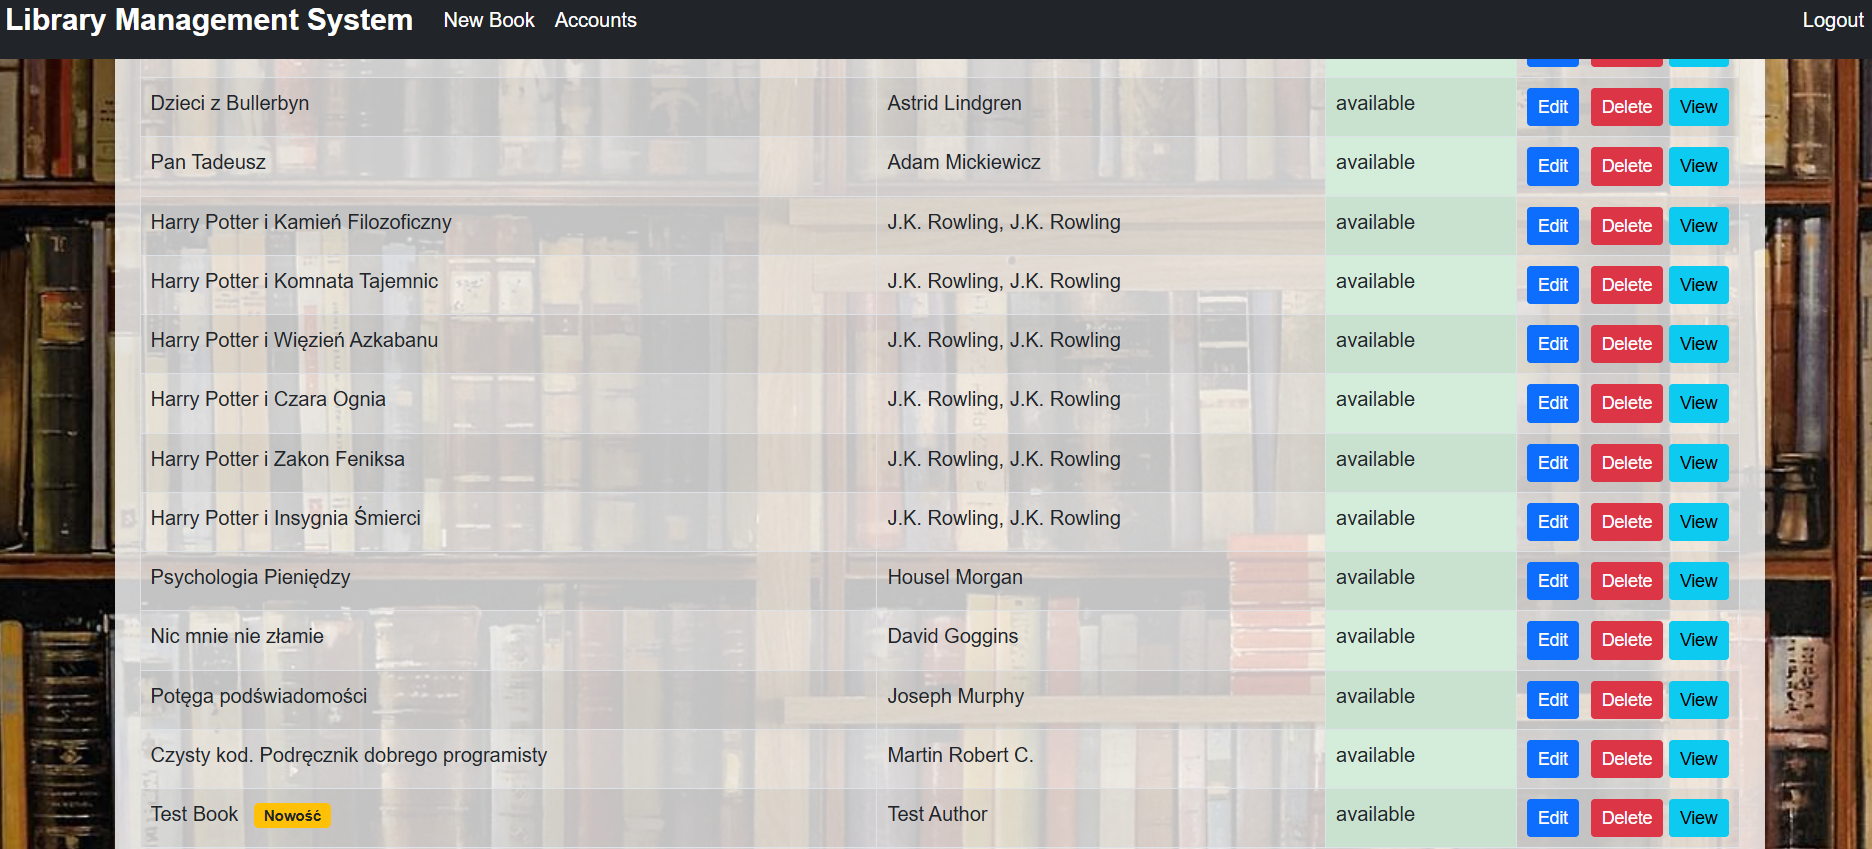 Library Management System New Book Accounts Logout
Dzieci z Bullerbyn Astrid Lindgren available Edit Delete View
Pan Tadeusz Adam Mickiewicz available Edit Delete View
Harry Potter i Kamień Filozoficzny J.K. Rowling, J.K. Rowling available Edit Delete View
Harry Potter i Komnata Tajemnic J.K. Rowling, J.K. Rowling available Edit Delete View
Harry Potter i Więzień Azkabanu J.K. Rowling, J.K. Rowling available Edit Delete View
Harry Potter i Czara Ognia J.K. Rowling, J.K. Rowling available Edit Delete View
Harry Potter i Zakon Feniksa J.K. Rowling, J.K. Rowling available Edit Delete View
Harry Potter i Insygnia Śmierci J.K. Rowling, J.K. Rowling available Edit Delete View
Psychologia Pieniędzy Housel Morgan available Edit Delete View
Nic mnie nie złamie David Goggins available Edit Delete View
Potęga podświadomości Joseph Murphy available Edit Delete View
Czysty kod. Podręcznik dobrego programisty Martin Robert C. available Edit Delete View
Test Book Nowość Test Author available Edit Delete View